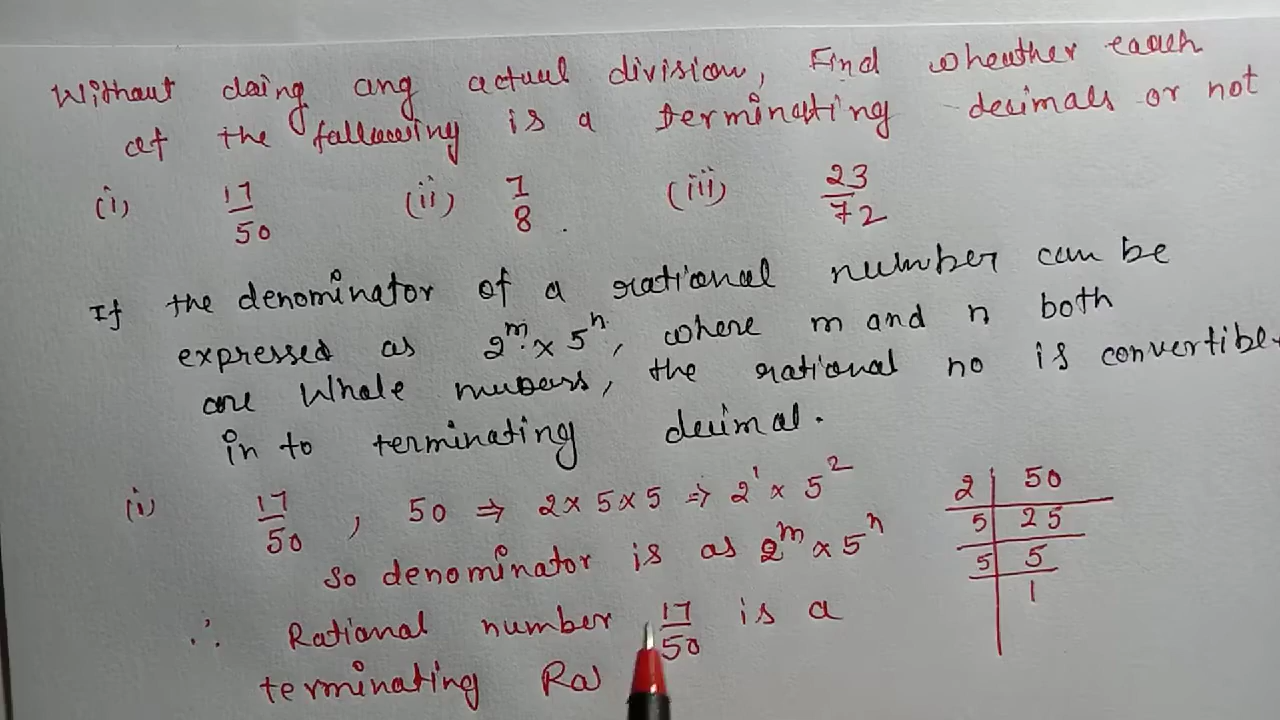 Without doing any actual division, Find wheather eaach
of the following is a terminating decimals or not
(i) 17/50 (ii) 7/8 (iii) 23/72
If the denominator of a rational number can be
expressed as 2^m × 5^n, where m and n both
are Whole mubers, the rational no is convertible
in to terminating decimal.
(i) 17/50 , 50 ⇒ 2×5×5 ⇒ 2^1 × 5^2
so denominator is as 2^m × 5^n
∴ Rational number 17/50 is a
terminating Ra
2 | 50
5 | 25
5 | 5
1